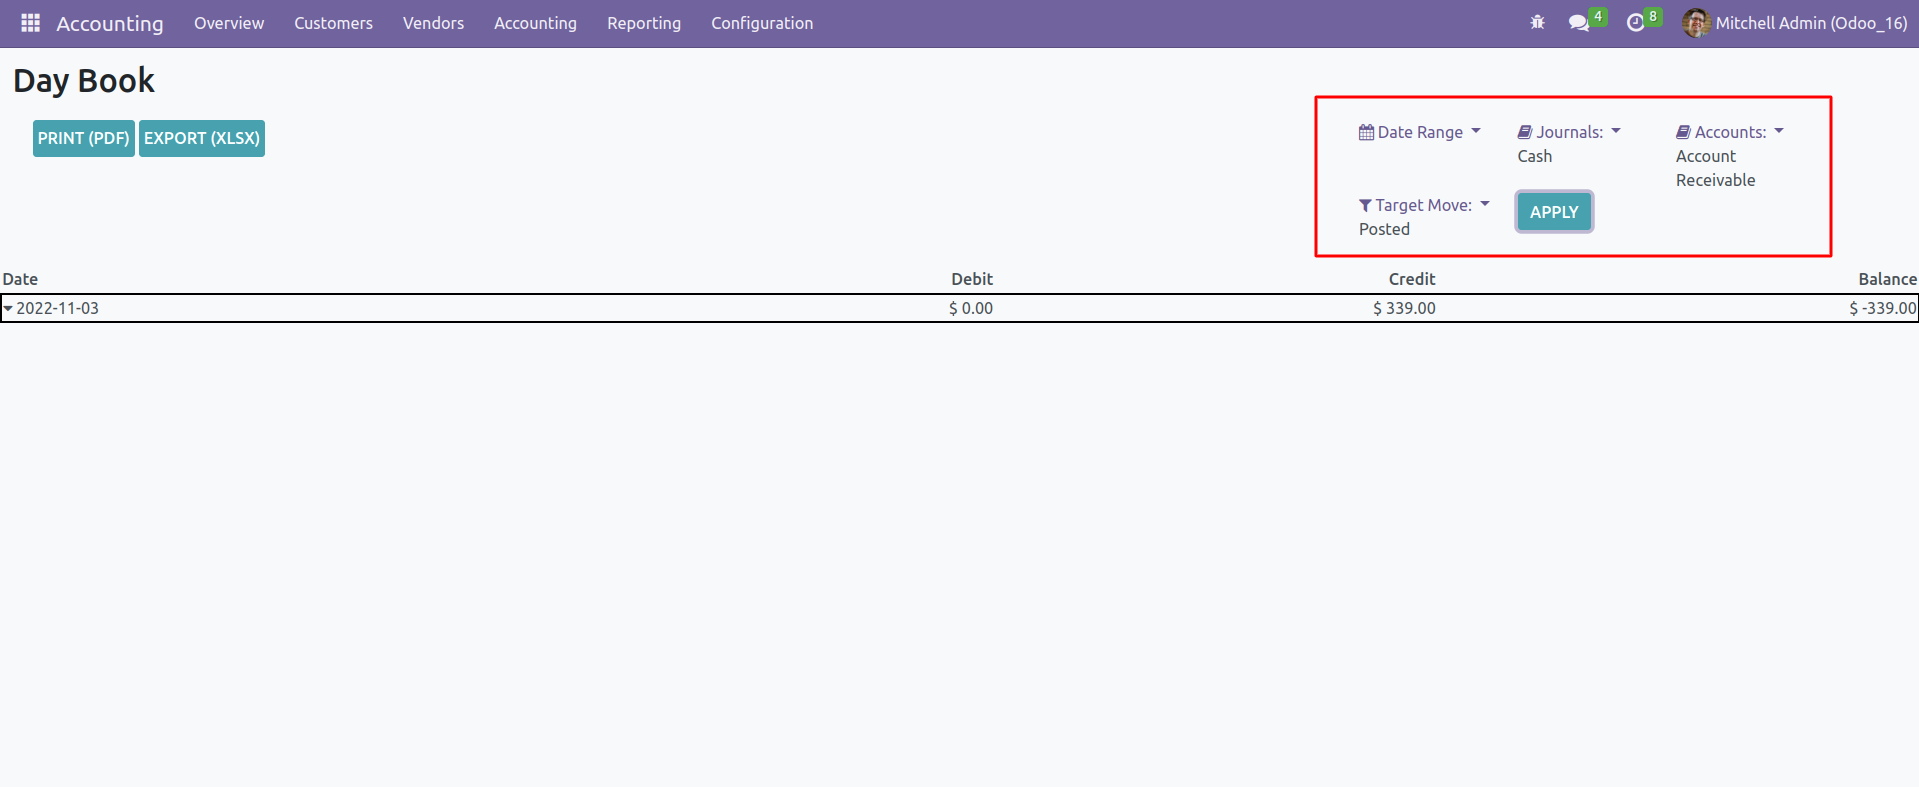 Accounting Overview Customers Vendors Accounting Reporting Configuration 4 8 Mitchell Admin (Odoo_16)
Day Book
PRINT (PDF) EXPORT (XLSX)
Date Range Journals: Accounts:
Cash Account
Receivable
Target Move: APPLY
Posted
Date Debit Credit Balance
2022-11-03 $ 0.00 $ 339.00 $ -339.00